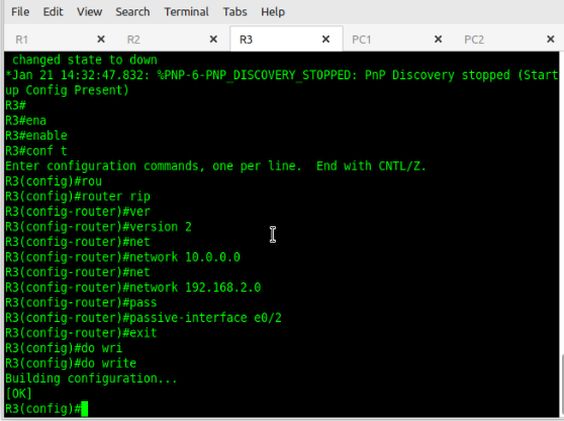 File Edit View Search Terminal Tabs Help
R1 × R2 × R3 × PC1 × PC2 ×
changed state to down
*Jan 21 14:32:47.832: %PNP-6-PNP_DISCOVERY_STOPPED: PnP Discovery stopped (Start
up Config Present)
R3#
R3#ena
R3#enable
R3#conf t
Enter configuration commands, one per line.  End with CNTL/Z.
R3(config)#rou
R3(config)#router rip
R3(config-router)#ver
R3(config-router)#version 2
R3(config-router)#net
R3(config-router)#network 10.0.0.0
R3(config-router)#net
R3(config-router)#network 192.168.2.0
R3(config-router)#pass
R3(config-router)#passive-interface e0/2
R3(config-router)#exit
R3(config)#do wri
R3(config)#do write
Building configuration...
[OK]
R3(config)#